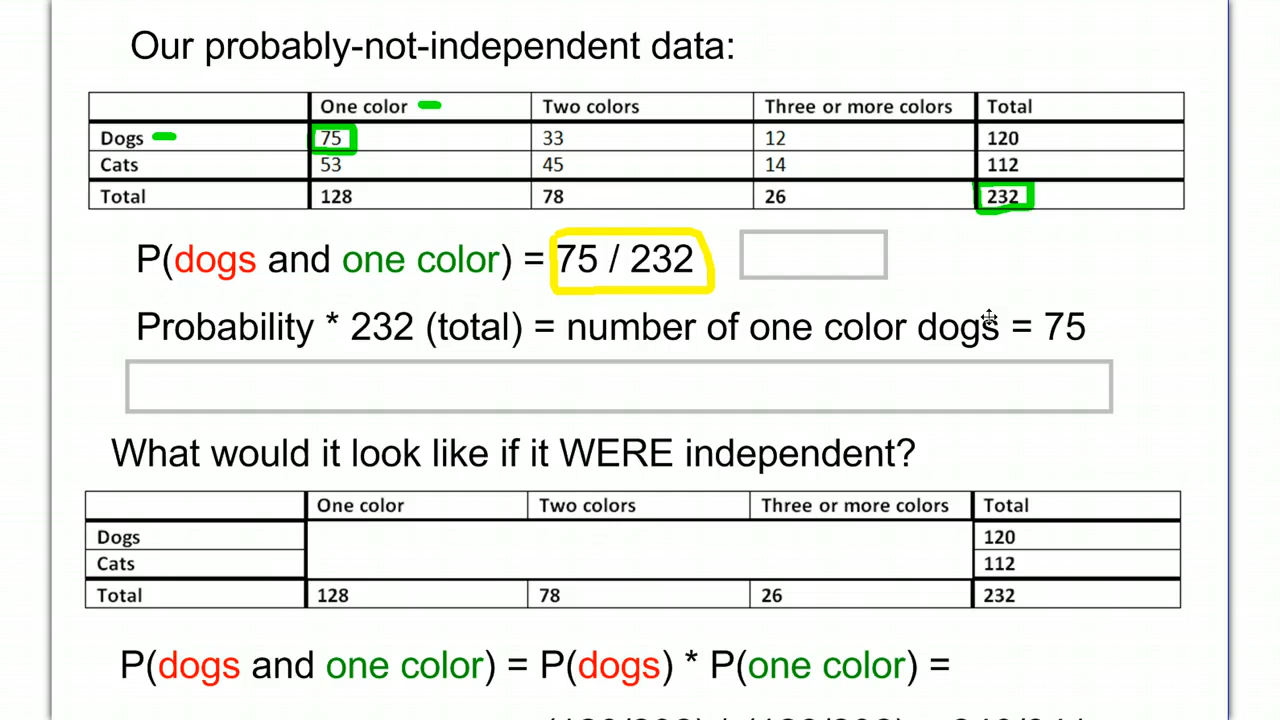 Our probably-not-independent data:
One color Two colors Three or more colors Total
Dogs 75 33 12 120
Cats 53 45 14 112
Total 128 78 26 232
P(dogs and one color) = 75 / 232
Probability * 232 (total) = number of one color dogs = 75
What would it look like if it WERE independent?
One color Two colors Three or more colors Total
Dogs 120
Cats 112
Total 128 78 26 232
P(dogs and one color) = P(dogs) * P(one color) =